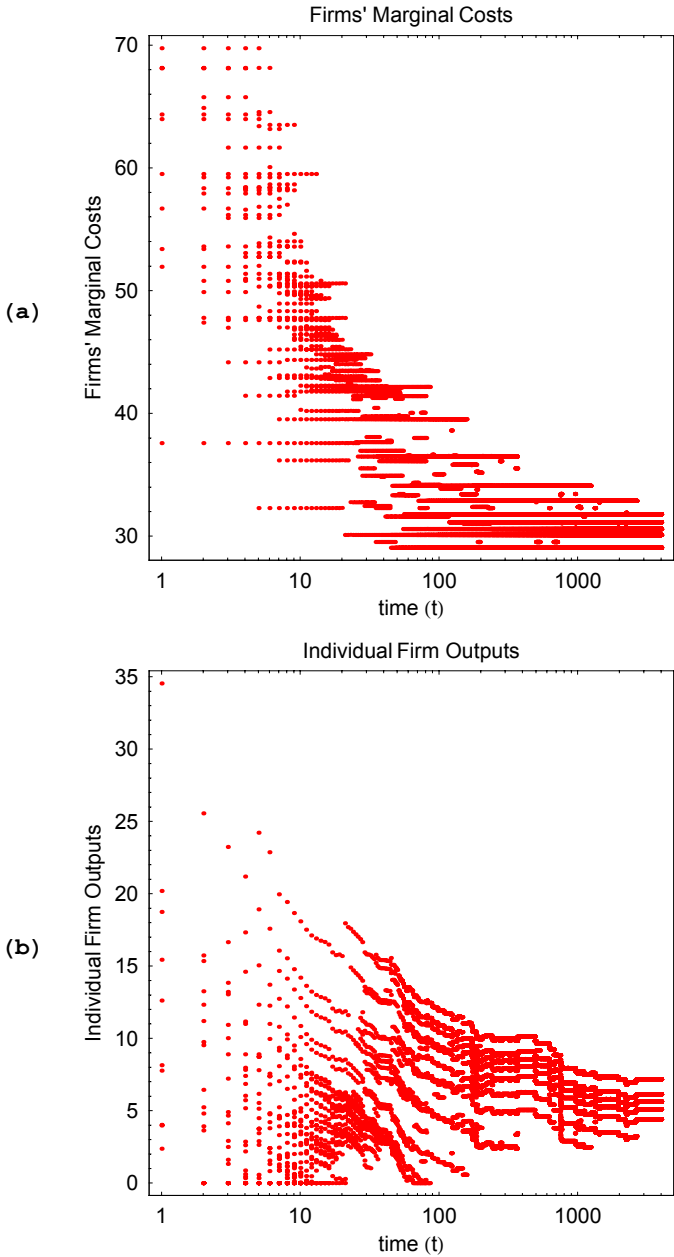 Firms' Marginal Costs
70
60
50
40
30
Firms' Marginal Costs
(a)
1 10 100 1000
time (t)
Individual Firm Outputs
35
30
25
20
15
10
5
0
Individual Firm Outputs
(b)
1 10 100 1000
time (t)